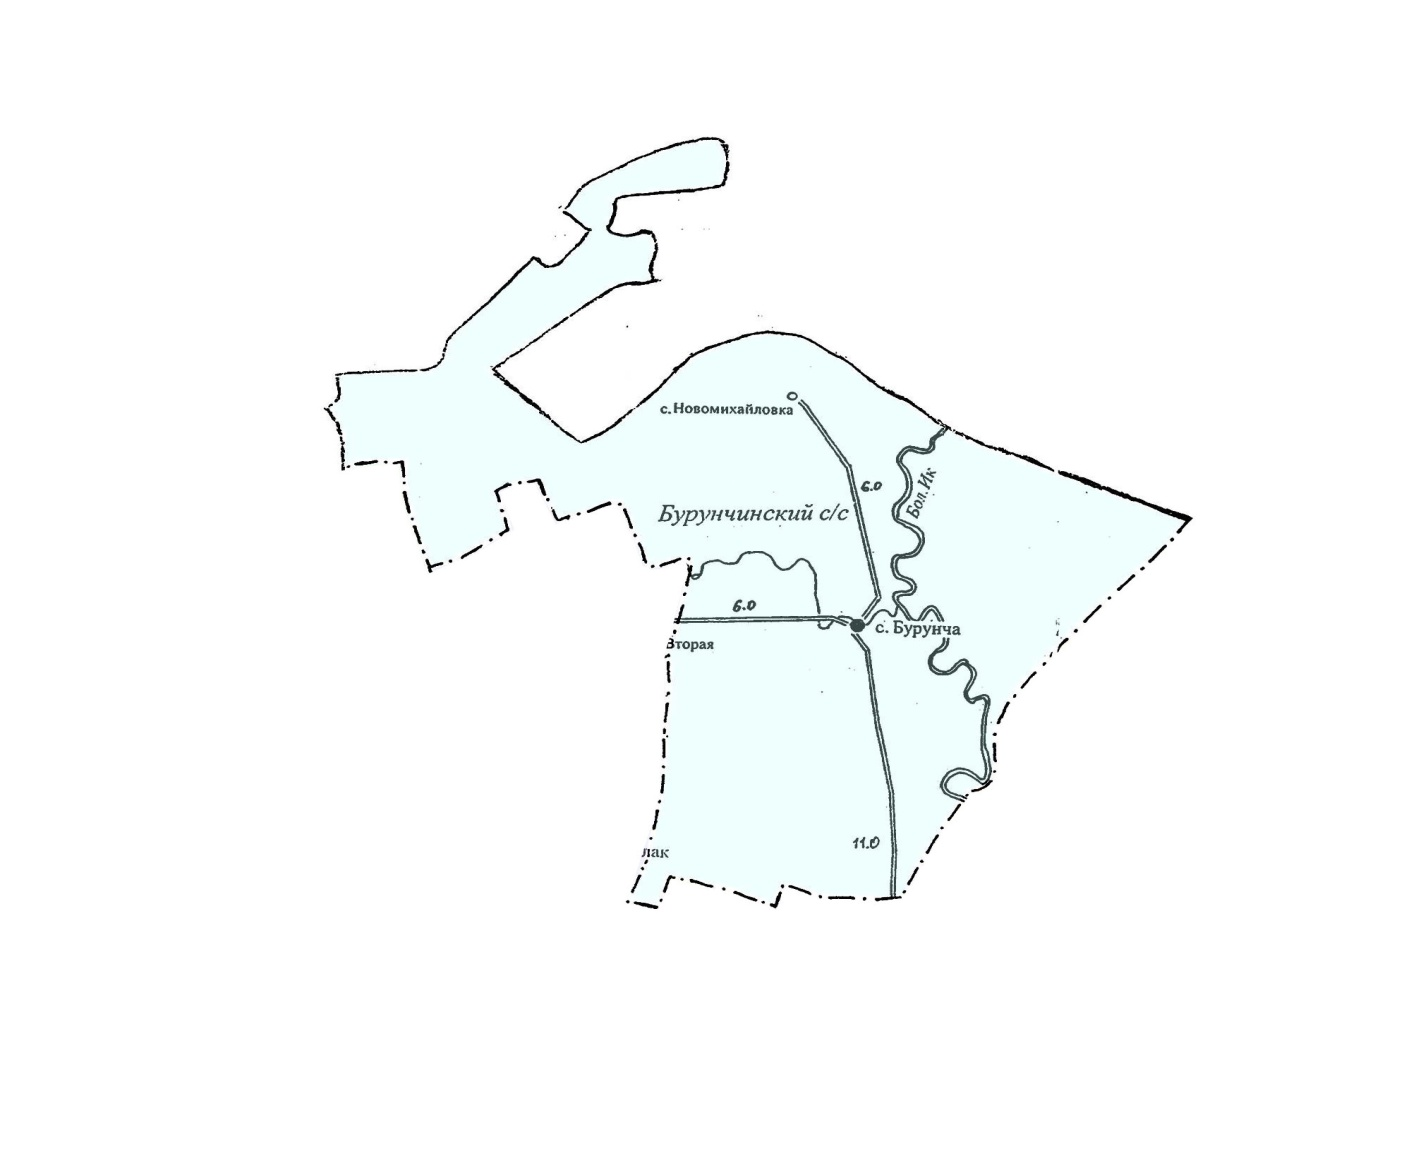 с. Новомихайловка
6.0
Бол. Ик
Бурунчинский с/с
6.0
с. Бурунча
Вторая
11.0
лак